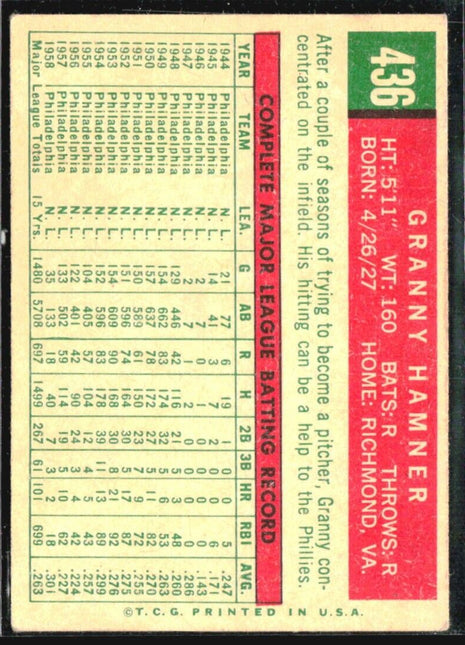 436
GRANNY HAMNER
HT: 5'11" WT: 160 BATS: R THROWS: R
BORN: 4/26/27 HOME: RICHMOND, VA.
After a couple of seasons of trying to become a pitcher, Granny con-
centrated on the infield. His hitting can be a help to the Phillies.
COMPLETE MAJOR LEAGUE BATTING RECORD
YEAR TEAM LEA. G AB R H 2B 3B HR RBI AVG.
1944 Philadelphia N. L. 21 77 6 19 1 0 0 5 .247
1945 Philadelphia N. L. 14 41 3 7 2 0 0 6 .171
1946 Philadelphia N. L. 2 7 0 1 0 0 0 0 .143
1947 Philadelphia N. L. 2 7 1 2 0 0 0 0 .286
1948 Philadelphia N. L. 129 446 42 116 21 5 3 48 .260
1949 Philadelphia N. L. 154 662 83 174 32 5 6 53 .263
1950 Philadelphia N. L. 157 637 78 172 27 5 11 82 .270
1951 Philadelphia N. L. 150 589 61 150 23 7 9 72 .255
1952 Philadelphia N. L. 151 596 74 164 30 5 17 87 .275
1953 Philadelphia N. L. 154 609 90 168 30 8 21 92 .276
1954 Philadelphia N. L. 152 596 83 178 39 11 13 89 .299
1955 Philadelphia N. L. 104 405 57 104 12 4 5 43 .257
1956 Philadelphia N. L. 122 401 42 90 24 3 4 42 .224
1957 Philadelphia N. L. 133 502 59 114 19 5 10 62 .227
1958 Philadelphia N. L. 35 133 18 40 7 3 2 18 .301
Major League Totals 15 Yrs. 1480 5708 697 1499 267 61 101 699 .263
©T.C.G. PRINTED IN U.S.A.